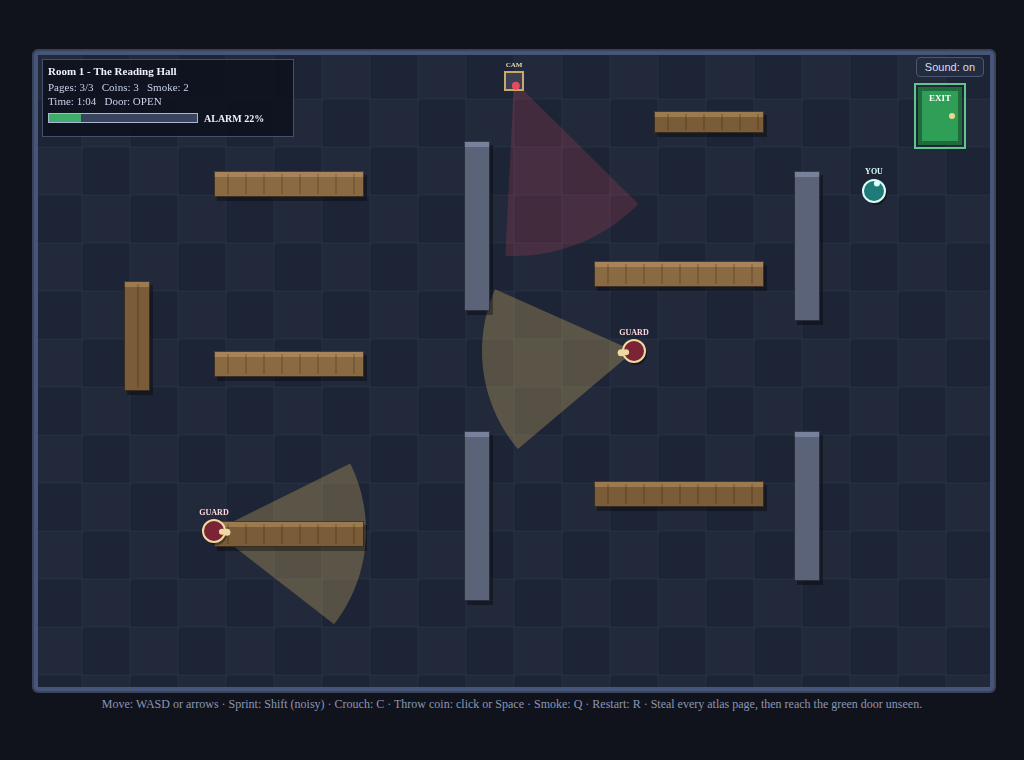 Room 1 - The Reading Hall
Pages: 3/3 Coins: 3 Smoke: 2
Time: 1:04 Door: OPEN
ALARM 22%
CAM
Sound: on
EXIT
YOU
GUARD
GUARD
Move: WASD or arrows · Sprint: Shift (noisy) · Crouch: C · Throw coin: click or Space · Smoke: Q · Restart: R · Steal every atlas page, then reach the green door unseen.